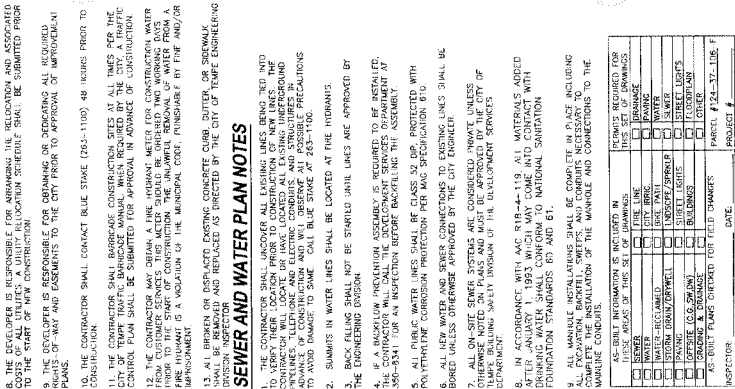 8. THE DEVELOPER IS RESPONSIBLE FOR ARRANGING THE RELOCATION AND ASSOCIATED
COSTS OF ALL UTILITIES. A UTILITY RELOCATION SCHEDULE SHALL BE SUBMITTED PRIOR
TO THE START OF NEW CONSTRUCTION.
9. THE DEVELOPER IS RESPONSIBLE FOR OBTAINING OR DEDICATING ALL REQUIRED
RIGHTS OF WAY AND EASEMENTS TO THE CITY PRIOR TO APPROVAL OF IMPROVEMENT
PLANS.
10. THE CONTRACTOR SHALL CONTACT BLUE STAKE (263-1100) 48 HOURS PRIOR TO
CONSTRUCTION.
11. THE CONTRACTOR SHALL BARRICADE CONSTRUCTION SITES AT ALL TIMES PER THE
CITY OF TEMPE TRAFFIC BARRICADE MANUAL. WHEN REQUIRED BY THE CITY, A TRAFFIC
CONTROL PLAN SHALL BE SUBMITTED FOR APPROVAL IN ADVANCE OF CONSTRUCTION.
12. THE CONTRACTOR MAY OBTAIN A FIRE HYDRANT METER FOR CONSTRUCTION WATER
FROM CUSTOMER SERVICES. THIS METER SHOULD BE ORDERED TWO WORKING DAYS
PRIOR TO THE START OF CONSTRUCTION. THE UNLAWFUL REMOVAL OF WATER FROM A
FIRE HYDRANT IS A VIOLATION OF THE MUNICIPAL CODE, PUNISHABLE BY FINE AND/OR
IMPRISONMENT.
13. ALL BROKEN OR DISPLACED EXISTING CONCRETE CURB, GUTTER, OR SIDEWALK
SHALL BE REMOVED AND REPLACED AS DIRECTED BY THE CITY OF TEMPE ENGINEERING
DIVISION INSPECTOR
SEWER AND WATER PLAN NOTES
1. THE CONTRACTOR SHALL UNCOVER ALL EXISTING LINES BEING TIED INTO
TO VERIFY THEIR LOCATION PRIOR TO CONSTRUCTION OF NEW LINES. THE
CONTRACTOR WILL LOCATE OR HAVE LOCATED ALL EXISTING UNDERGROUND
PIPELINES, TELEPHONE AND ELECTRIC CONDUITS, AND STRUCTURES IN
ADVANCE OF CONSTRUCTION AND WILL OBSERVE ALL POSSIBLE PRECAUTIONS
TO AVOID DAMAGE TO SAME. CALL BLUE STAKE AT 263-1100.
2. SUMMITS IN WATER LINES SHALL BE LOCATED AT FIRE HYDRANTS.
3. BACK FILLING SHALL NOT BE STARTED UNTIL LINES ARE APPROVED BY
THE ENGINEERING DIVISION.
4. IF A BACKFLOW PREVENTION ASSEMBLY IS REQUIRED TO BE INSTALLED,
THE CONTRACTOR WILL CALL THE DEVELOPMENT SERVICES DEPARTMENT AT
350-8341 FOR AN INSPECTION BEFORE BACKFILLING THE ASSEMBLY.
5. ALL PUBLIC WATER LINES SHALL BE CLASS 52 DIP, PROTECTED WITH
POLYETHYLENE CORROSION PROTECTION PER MAG SPECIFICATION 610.
6. ALL NEW WATER AND SEWER CONNECTIONS TO EXISTING LINES SHALL BE
BORED UNLESS OTHERWISE APPROVED BY THE CITY ENGINEER.
7. ALL ON-SITE SEWER SYSTEMS ARE CONSIDERED PRIVATE UNLESS
OTHERWISE NOTED ON PLANS AND MUST BE APPROVED BY THE CITY OF
TEMPE BUILDING SAFETY DIVISION OF THE DEVELOPMENT SERVICES
DEPARTMENT.
8. IN ACCORDANCE WITH AAC R18-4-119, ALL MATERIALS ADDED
AFTER JANUARY 1, 1993 WHICH MAY COME INTO CONTACT WITH
DRINKING WATER SHALL CONFORM TO NATIONAL SANITATION
FOUNDATION STANDARDS 60 AND 61.
9. ALL MANHOLE INSTALLATIONS SHALL BE COMPLETE IN PLACE INCLUDING
ALL EXCAVATION, BACKFILL, SWEEPS, AND CONDUITS NECESSARY TO
COMPLETE THE INSTALLATION OF THE MANHOLE AND CONNECTIONS TO THE
MAINLINE CONDUITS
AS-BUILT INFORMATION IS INCLUDED IN
THESE AREAS OF THIS SET OF DRAWINGS
SEWER
FIRE LINE
WATER
WATER-RECLAIMED
FIRE PATH
STORM DRAIN/DRYWELL
LNDSCPE/SPRNKLR
PAVING
STREET LIGHTS
OFFSITE (C,G,SW,DW)
BUILDINGS
GRADING & DRAINAGE
AS-BUILT PLANS CHECKED FOR FIELD CHANGES
INSPECTOR:
DATE:
PERMITS REQUIRED FOR
THIS SET OF DRAWINGS
DRAINAGE
PAVING
WATER
SEWER
STREET LIGHTS
FLOODPLAIN
OTHER
PARCEL #124-37-106-F
PROJECT #